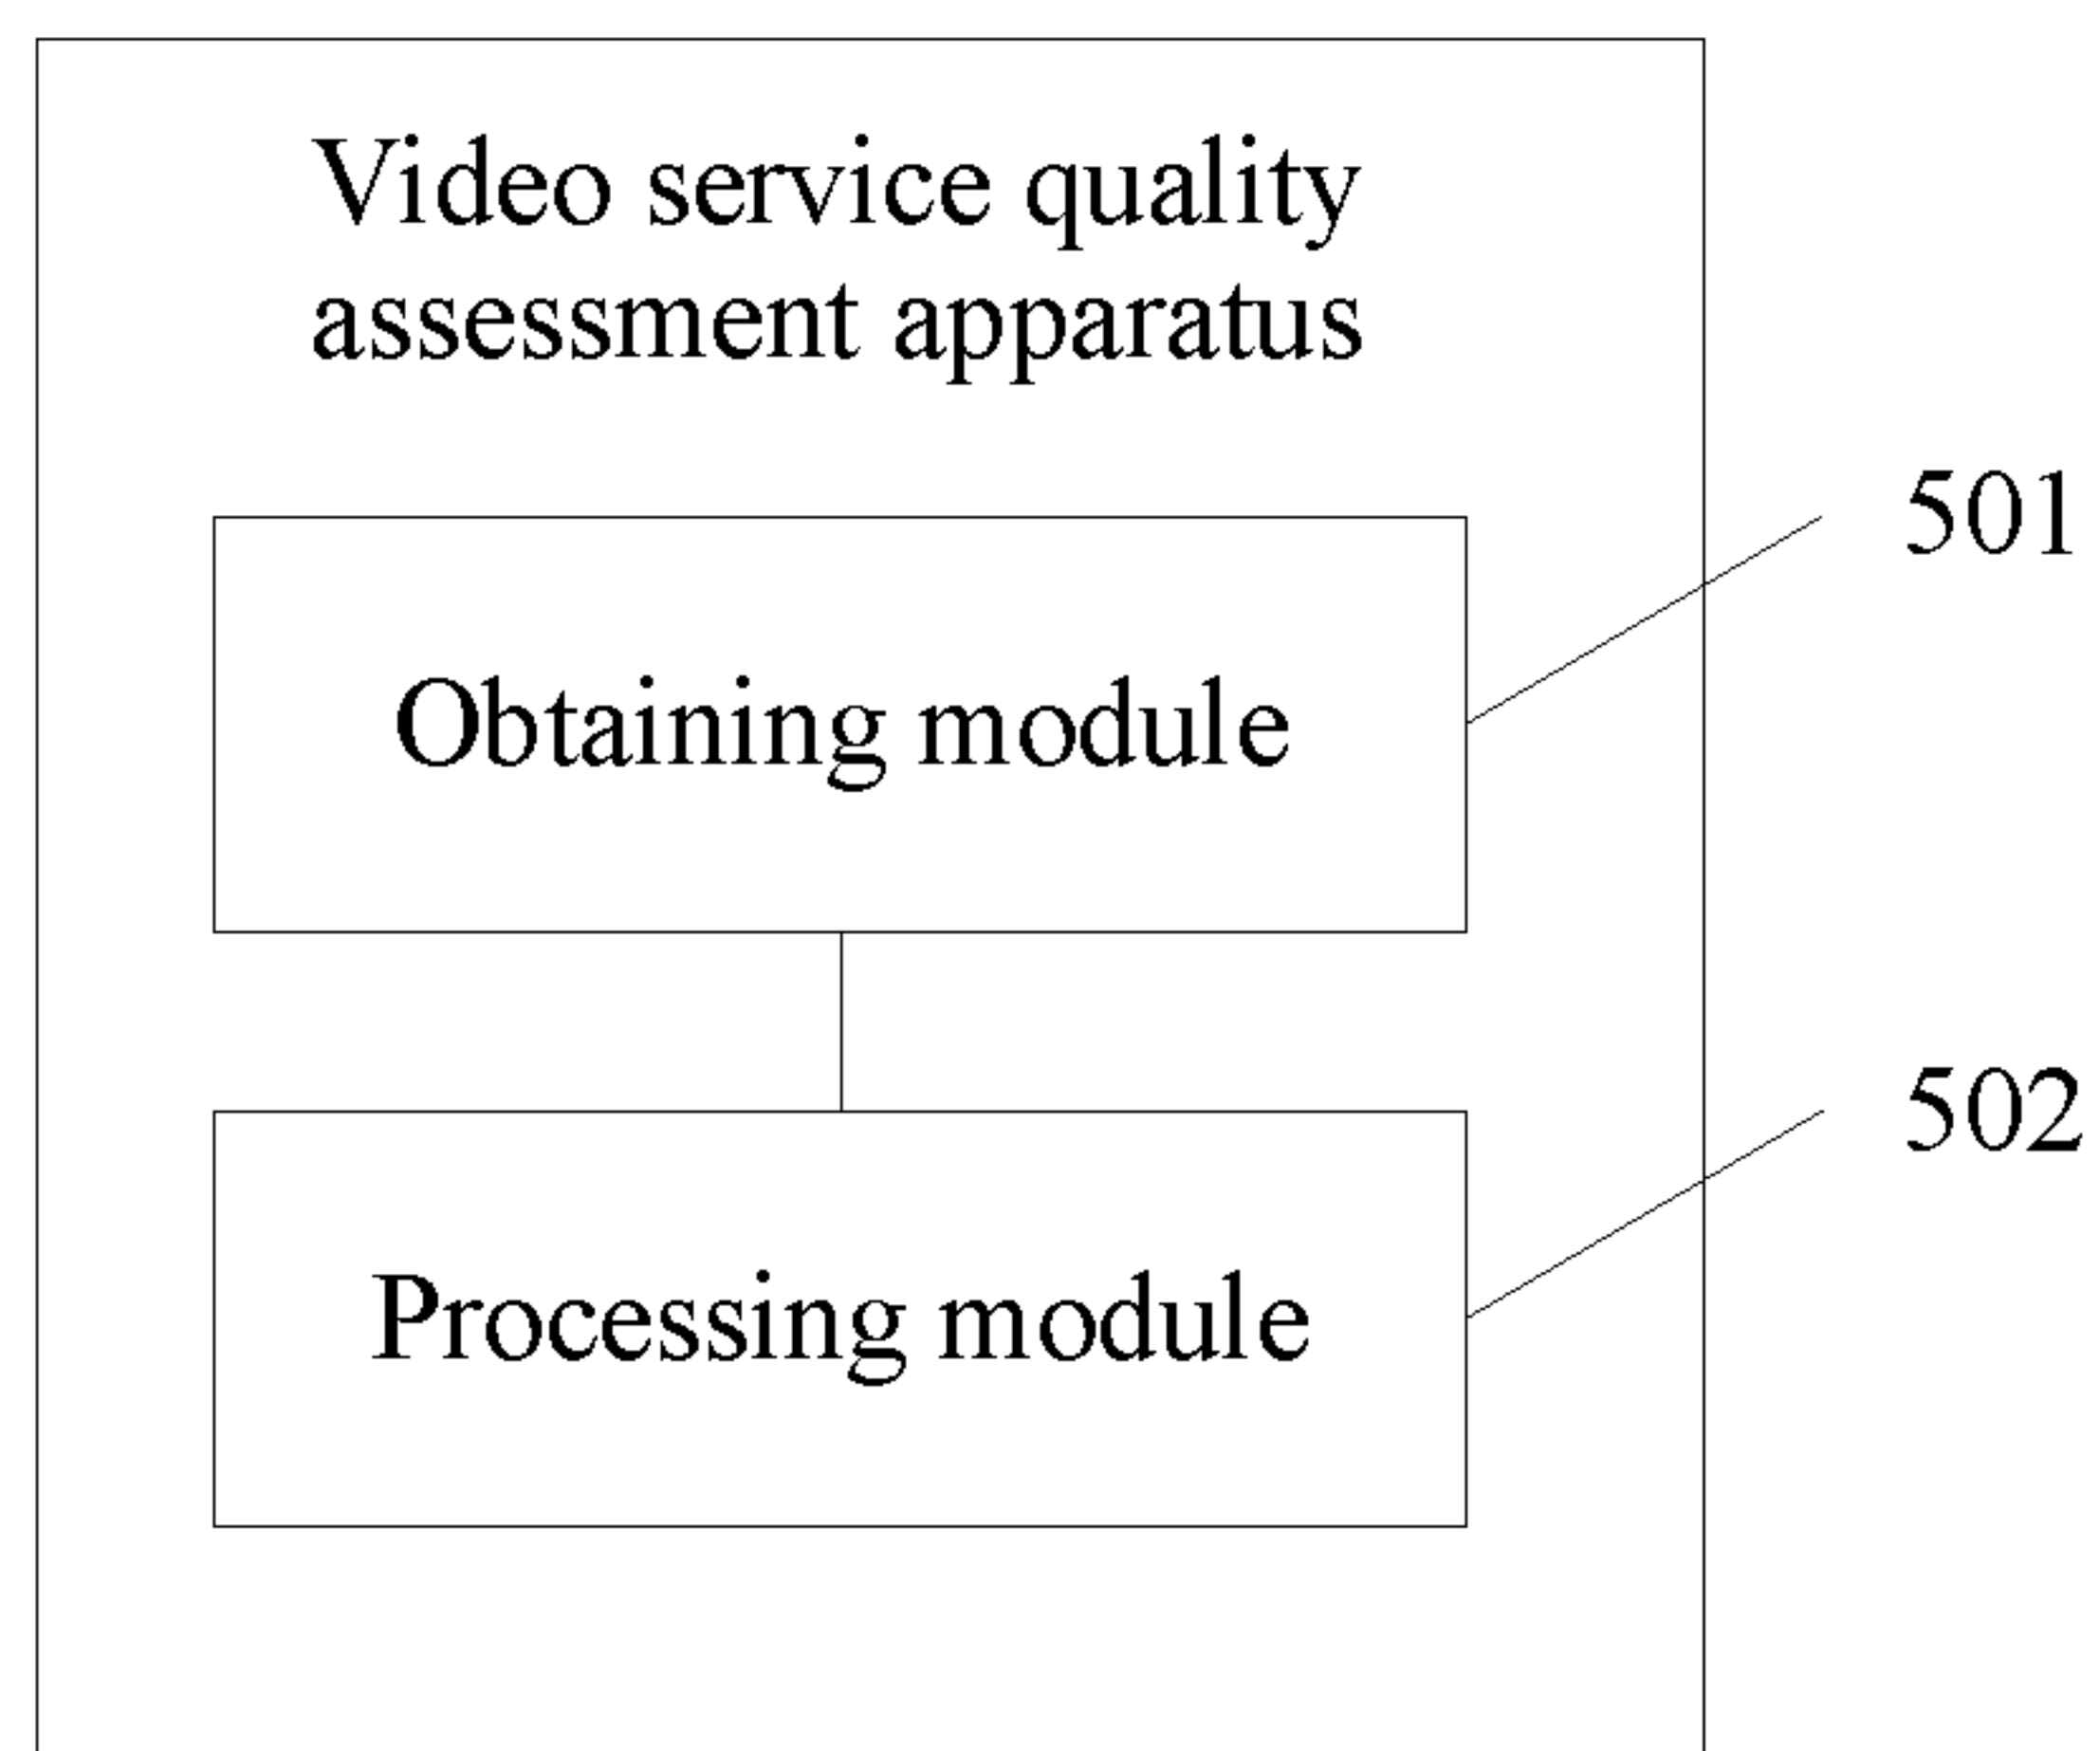 Video service quality
assessment apparatus
501
Obtaining module
502
Processing module